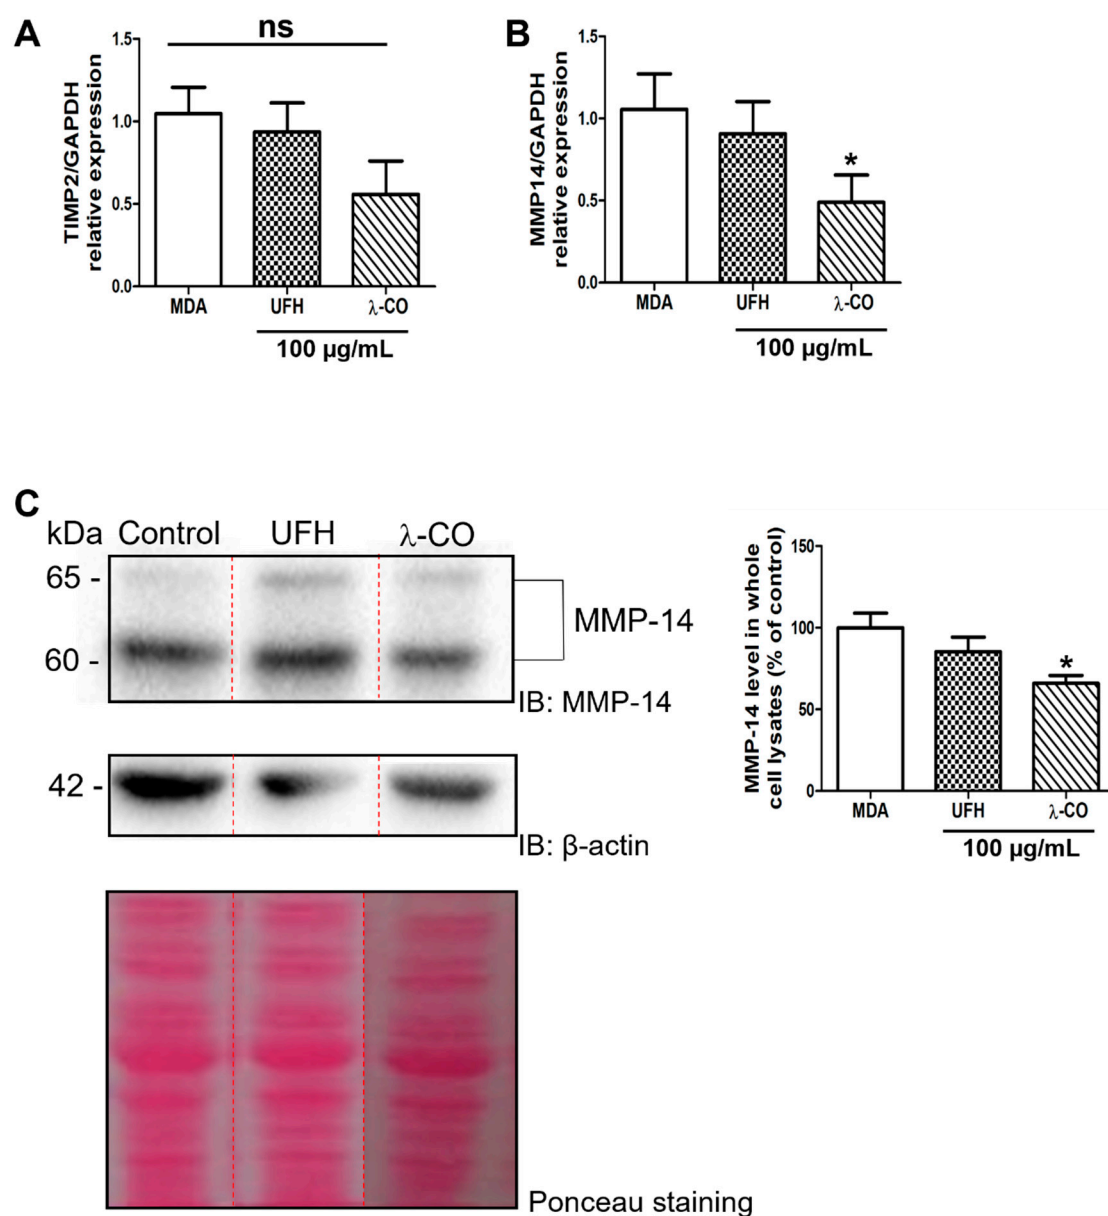 A
ns
TIMP2/GAPDH
relative expression
1.5
1.0
0.5
0.0
MDA UFH λ-CO
100 µg/mL
B
MMP14/GAPDH
relative expression
1.5
1.0
0.5
0.0
*
MDA UFH λ-CO
100 µg/mL
C
kDa Control UFH λ-CO
65 -
60 -
MMP-14
IB: MMP-14
42 -
IB: β-actin
Ponceau staining
MMP-14 level in whole
cell lysates (% of control)
150
100
50
0
*
MDA UFH λ-CO
100 µg/mL